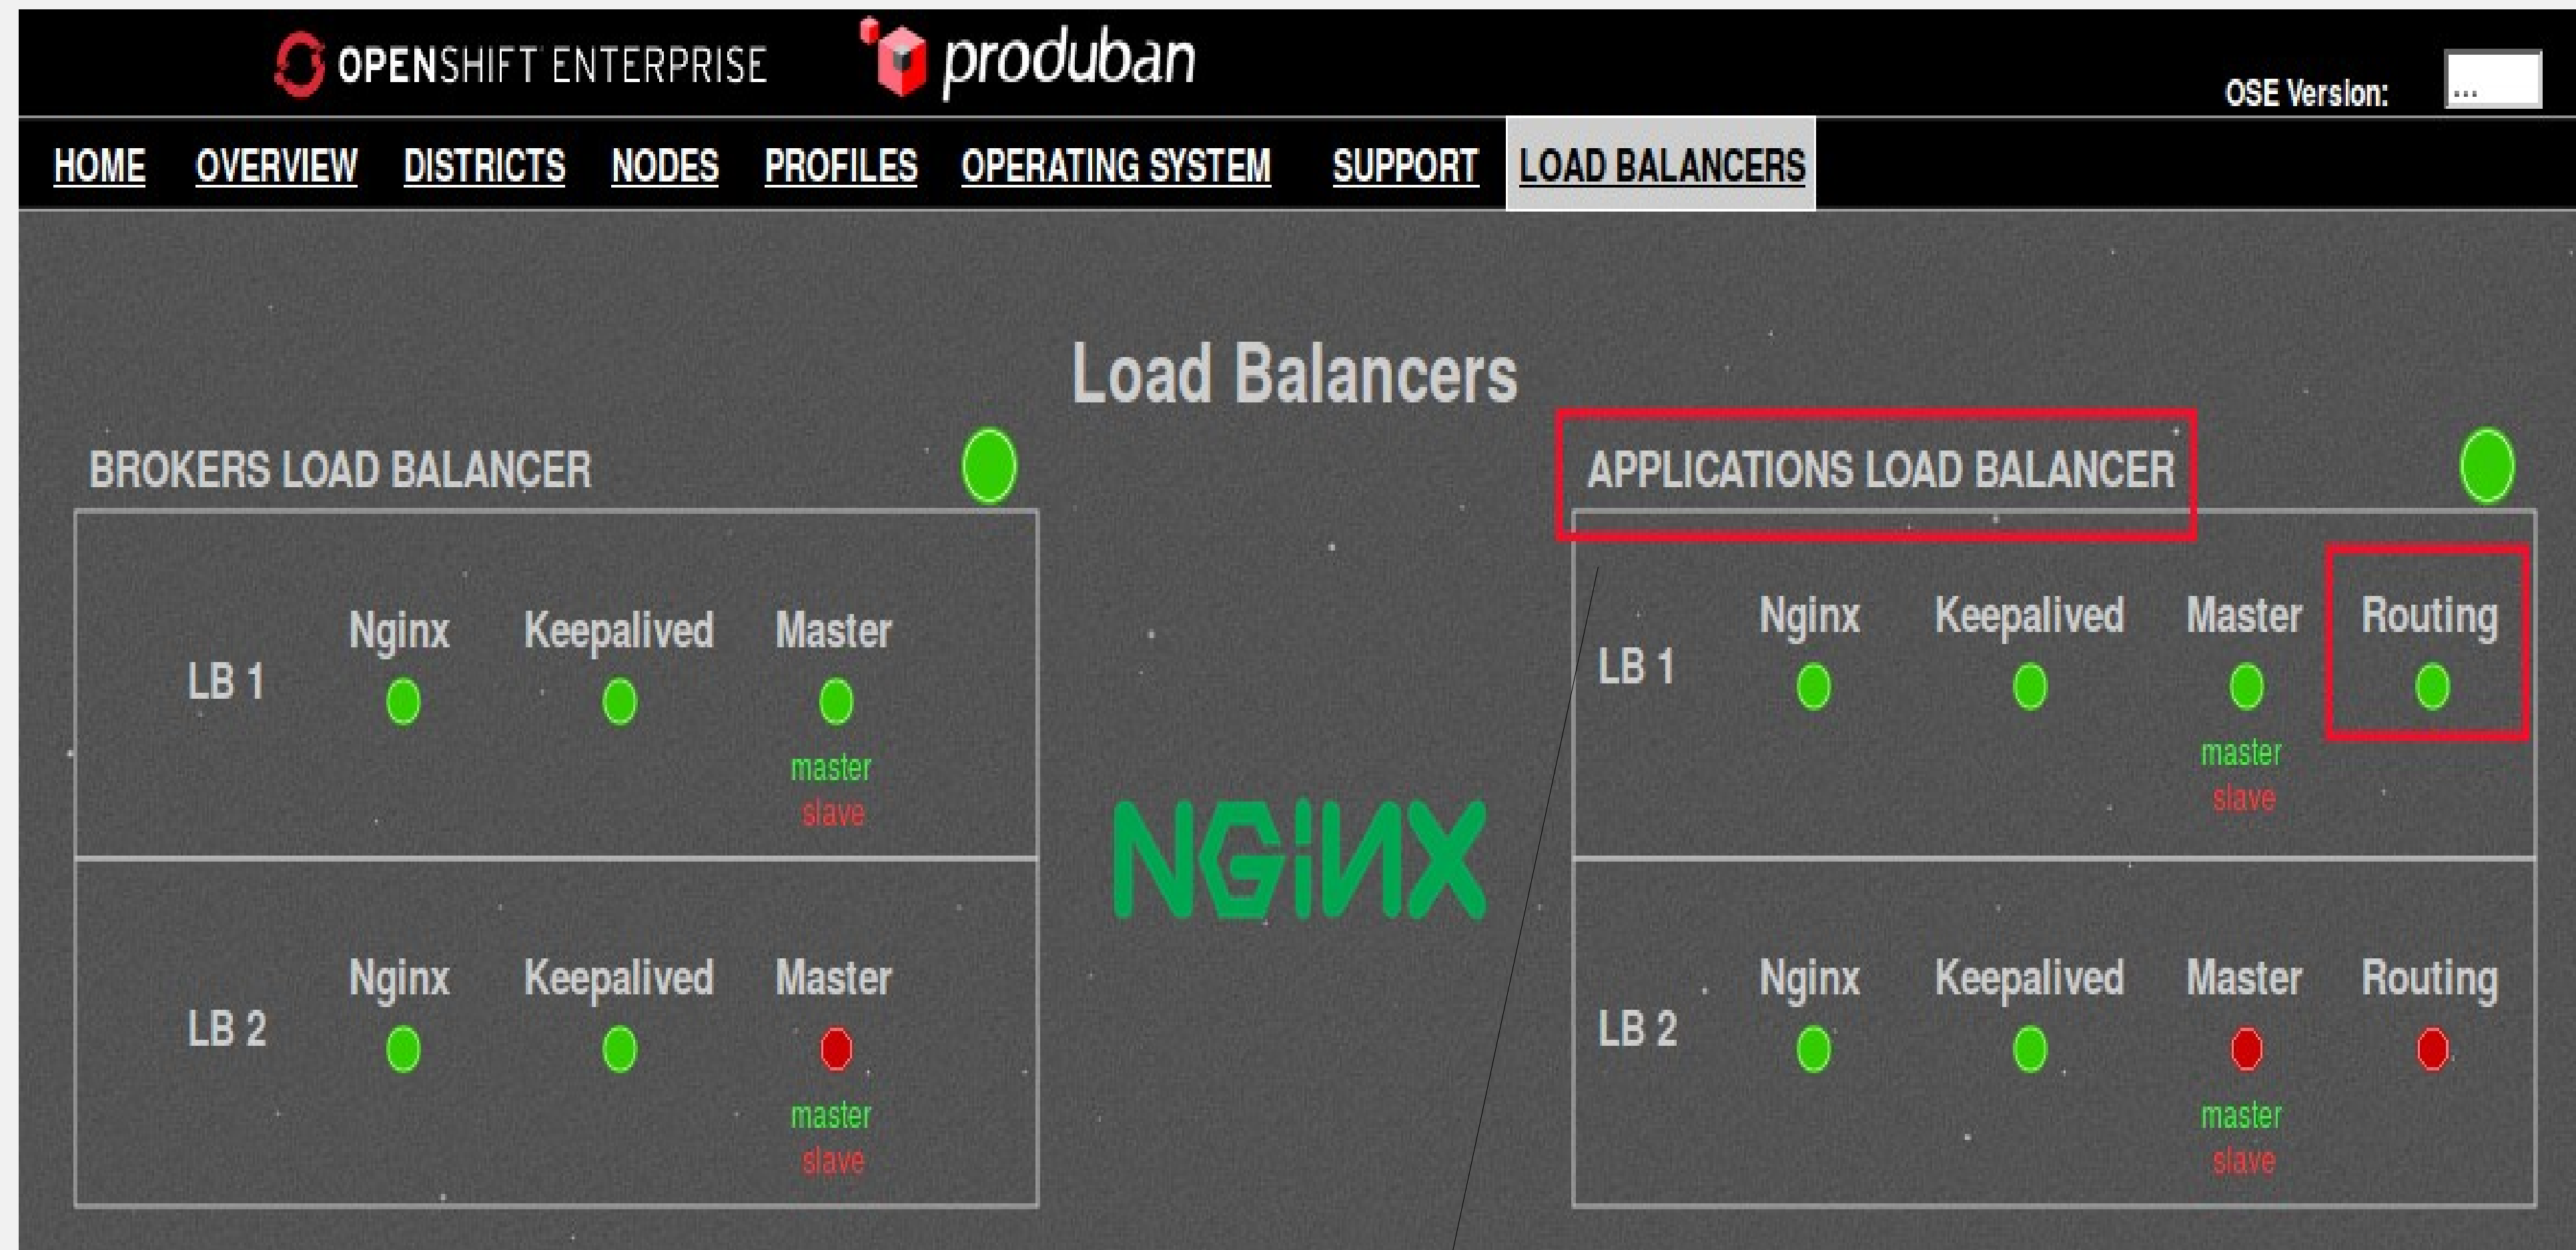 OPENSHIFT ENTERPRISE
produban
OSE Version:
...
HOME OVERVIEW DISTRICTS NODES PROFILES OPERATING SYSTEM SUPPORT LOAD BALANCERS
Load Balancers
BROKERS LOAD BALANCER
LB 1
Nginx Keepalived Master
master
slave
LB 2
Nginx Keepalived Master
master
slave
NGiNX
APPLICATIONS LOAD BALANCER
LB 1
Nginx Keepalived Master Routing
master
slave
LB 2
Nginx Keepalived Master Routing
master
slave